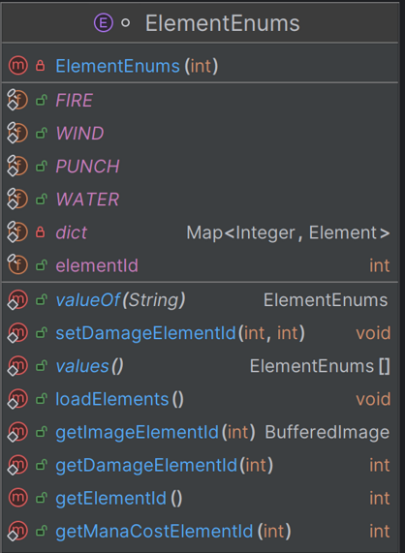 E ElementEnums
m ElementEnums(int)
f FIRE
f WIND
f PUNCH
f WATER
f dict Map<Integer, Element>
f elementId int
m valueOf(String) ElementEnums
m setDamageElementId(int, int) void
m values() ElementEnums[]
m loadElements() void
m getImageElementId(int) BufferedImage
m getDamageElementId(int) int
m getElementId() int
m getManaCostElementId(int) int